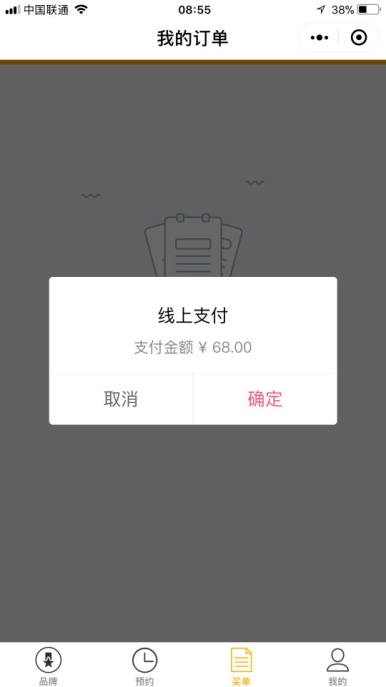 中国联通 08:55 38%
我的订单
线上支付
支付金额 ¥ 68.00
取消 确定
品牌 预约 买单 我的